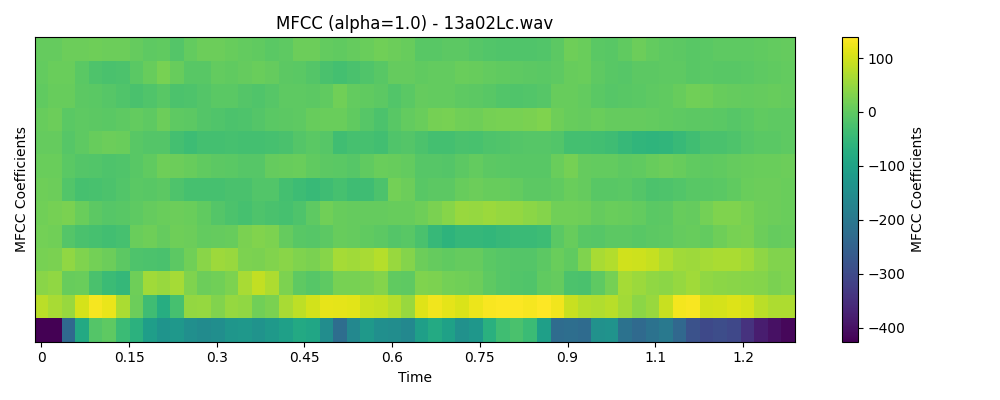 MFCC (alpha=1.0) - 13a02Lc.wav
MFCC Coefficients
0 0.15 0.3 0.45 0.6 0.75 0.9 1.1 1.2
Time
100
0
−100
−200
−300
−400
MFCC Coefficients